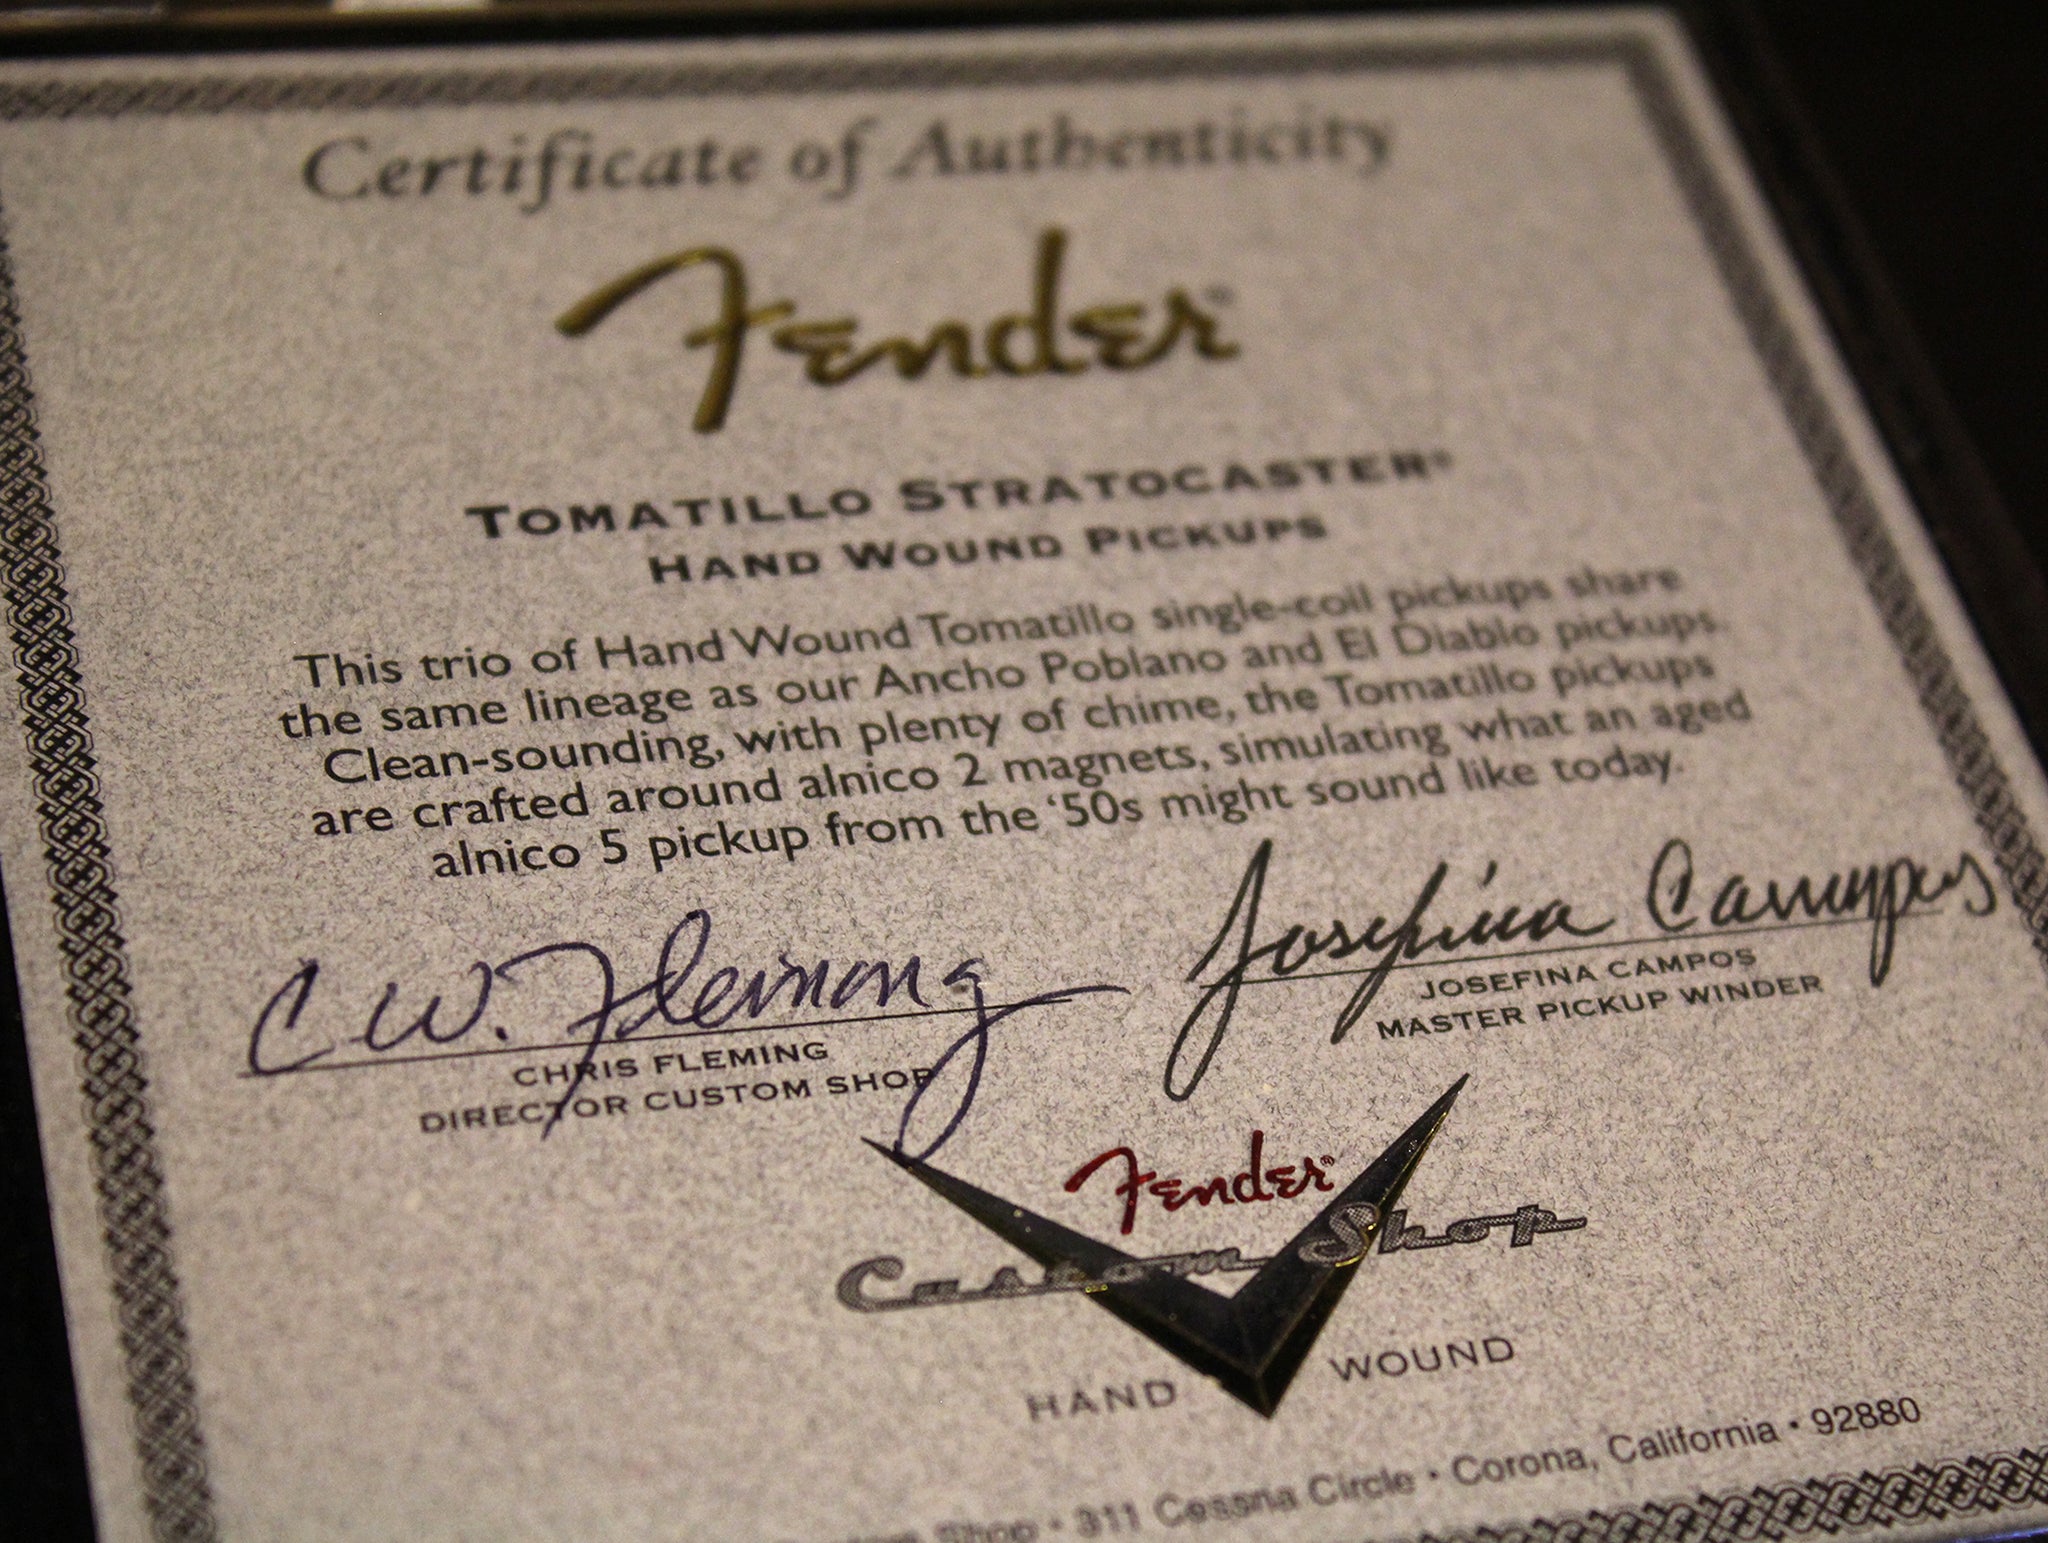 Certificate of Authenticity
Fender®
TOMATILLO STRATOCASTER®
HAND WOUND PICKUPS
This trio of Hand Wound Tomatillo single-coil pickups share
the same lineage as our Ancho Poblano and El Diablo pickups.
Clean-sounding, with plenty of chime, the Tomatillo pickups
are crafted around alnico 2 magnets, simulating what an aged
alnico 5 pickup from the ‘50s might sound like today.
C W. Fleming
CHRIS FLEMING
DIRECTOR CUSTOM SHOP
Josefina Campos
JOSEFINA CAMPOS
MASTER PICKUP WINDER
Fender®
Custom Shop
HAND WOUND
Shop • 311 Cessna Circle • Corona, California • 92880